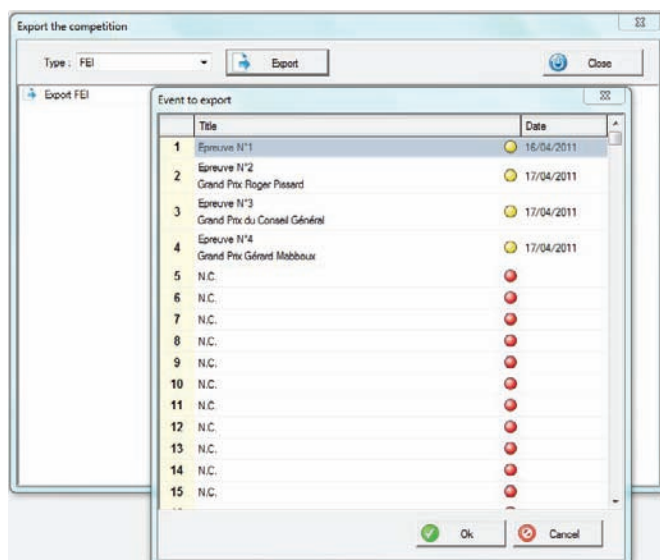 Export the competition
Type : FEI Export Close
Export FEI
Event to export
Title Date
1 Epreuve N°1 16/04/2011
2 Epreuve N°2
Grand Prix Roger Pissard 17/04/2011
3 Epreuve N°3
Grand Prix du Conseil Général 17/04/2011
4 Epreuve N°4
Grand Prix Gérard Mabboux 17/04/2011
5 N.C.
6 N.C.
7 N.C.
8 N.C.
9 N.C.
10 N.C.
11 N.C.
12 N.C.
13 N.C.
14 N.C.
15 N.C.
Ok Cancel